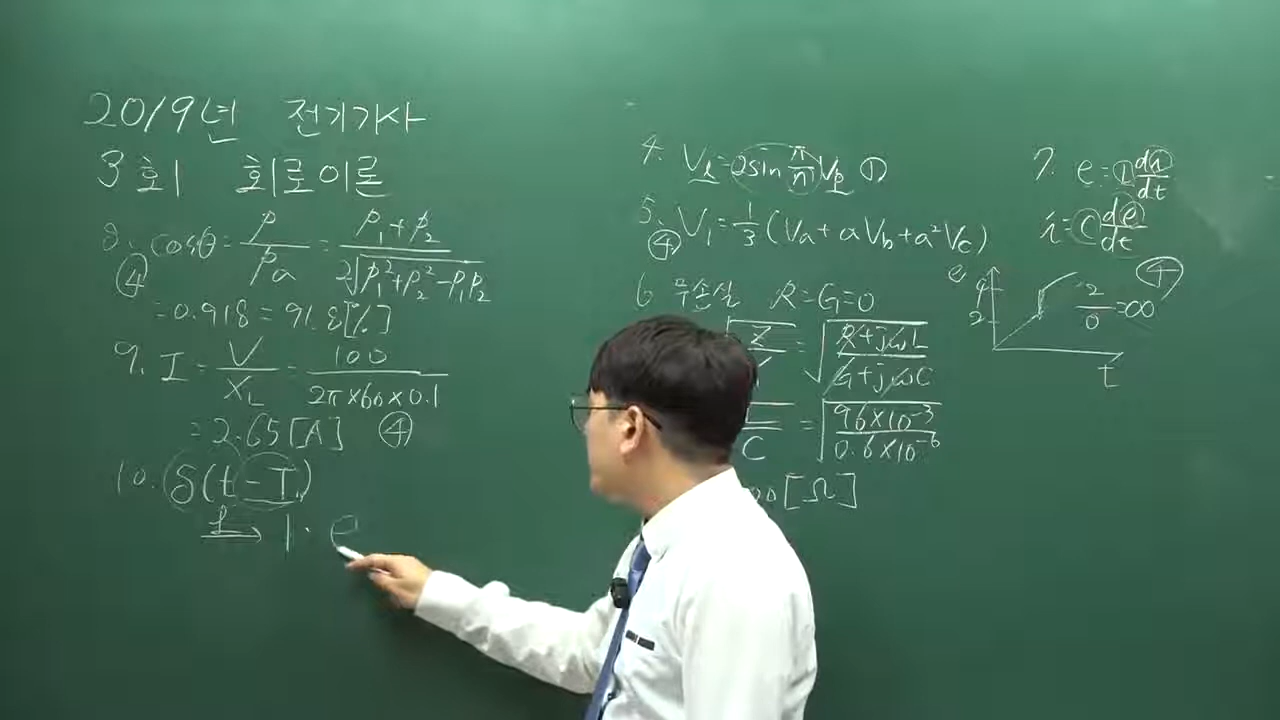 2019년 전기기사
3회 회로이론
8. cosθ = P/Pa = P₁+P₂ / 2√P₁²+P₂²-P₁P₂
④
= 0.918 = 91.8[%]
9. I = V/X_L = 100 / 2π×60×0.1
= 2.65[A] ④
10. δ(t-T)
ℒ→ 1· e
4. Vℓ = 2sin π/n Vp ①
5. V₁ = 1/3 (Va + aVb + a²Vc)
④
6. 무손실 R=G=0
Z = √R+jωL / G+jωC
C = √96×10⁻³ / 0.6×10⁻⁶
[Ω]
7. e = L di/dt
i = C de/dt
④
e
4
2
2/0 = ∞
t